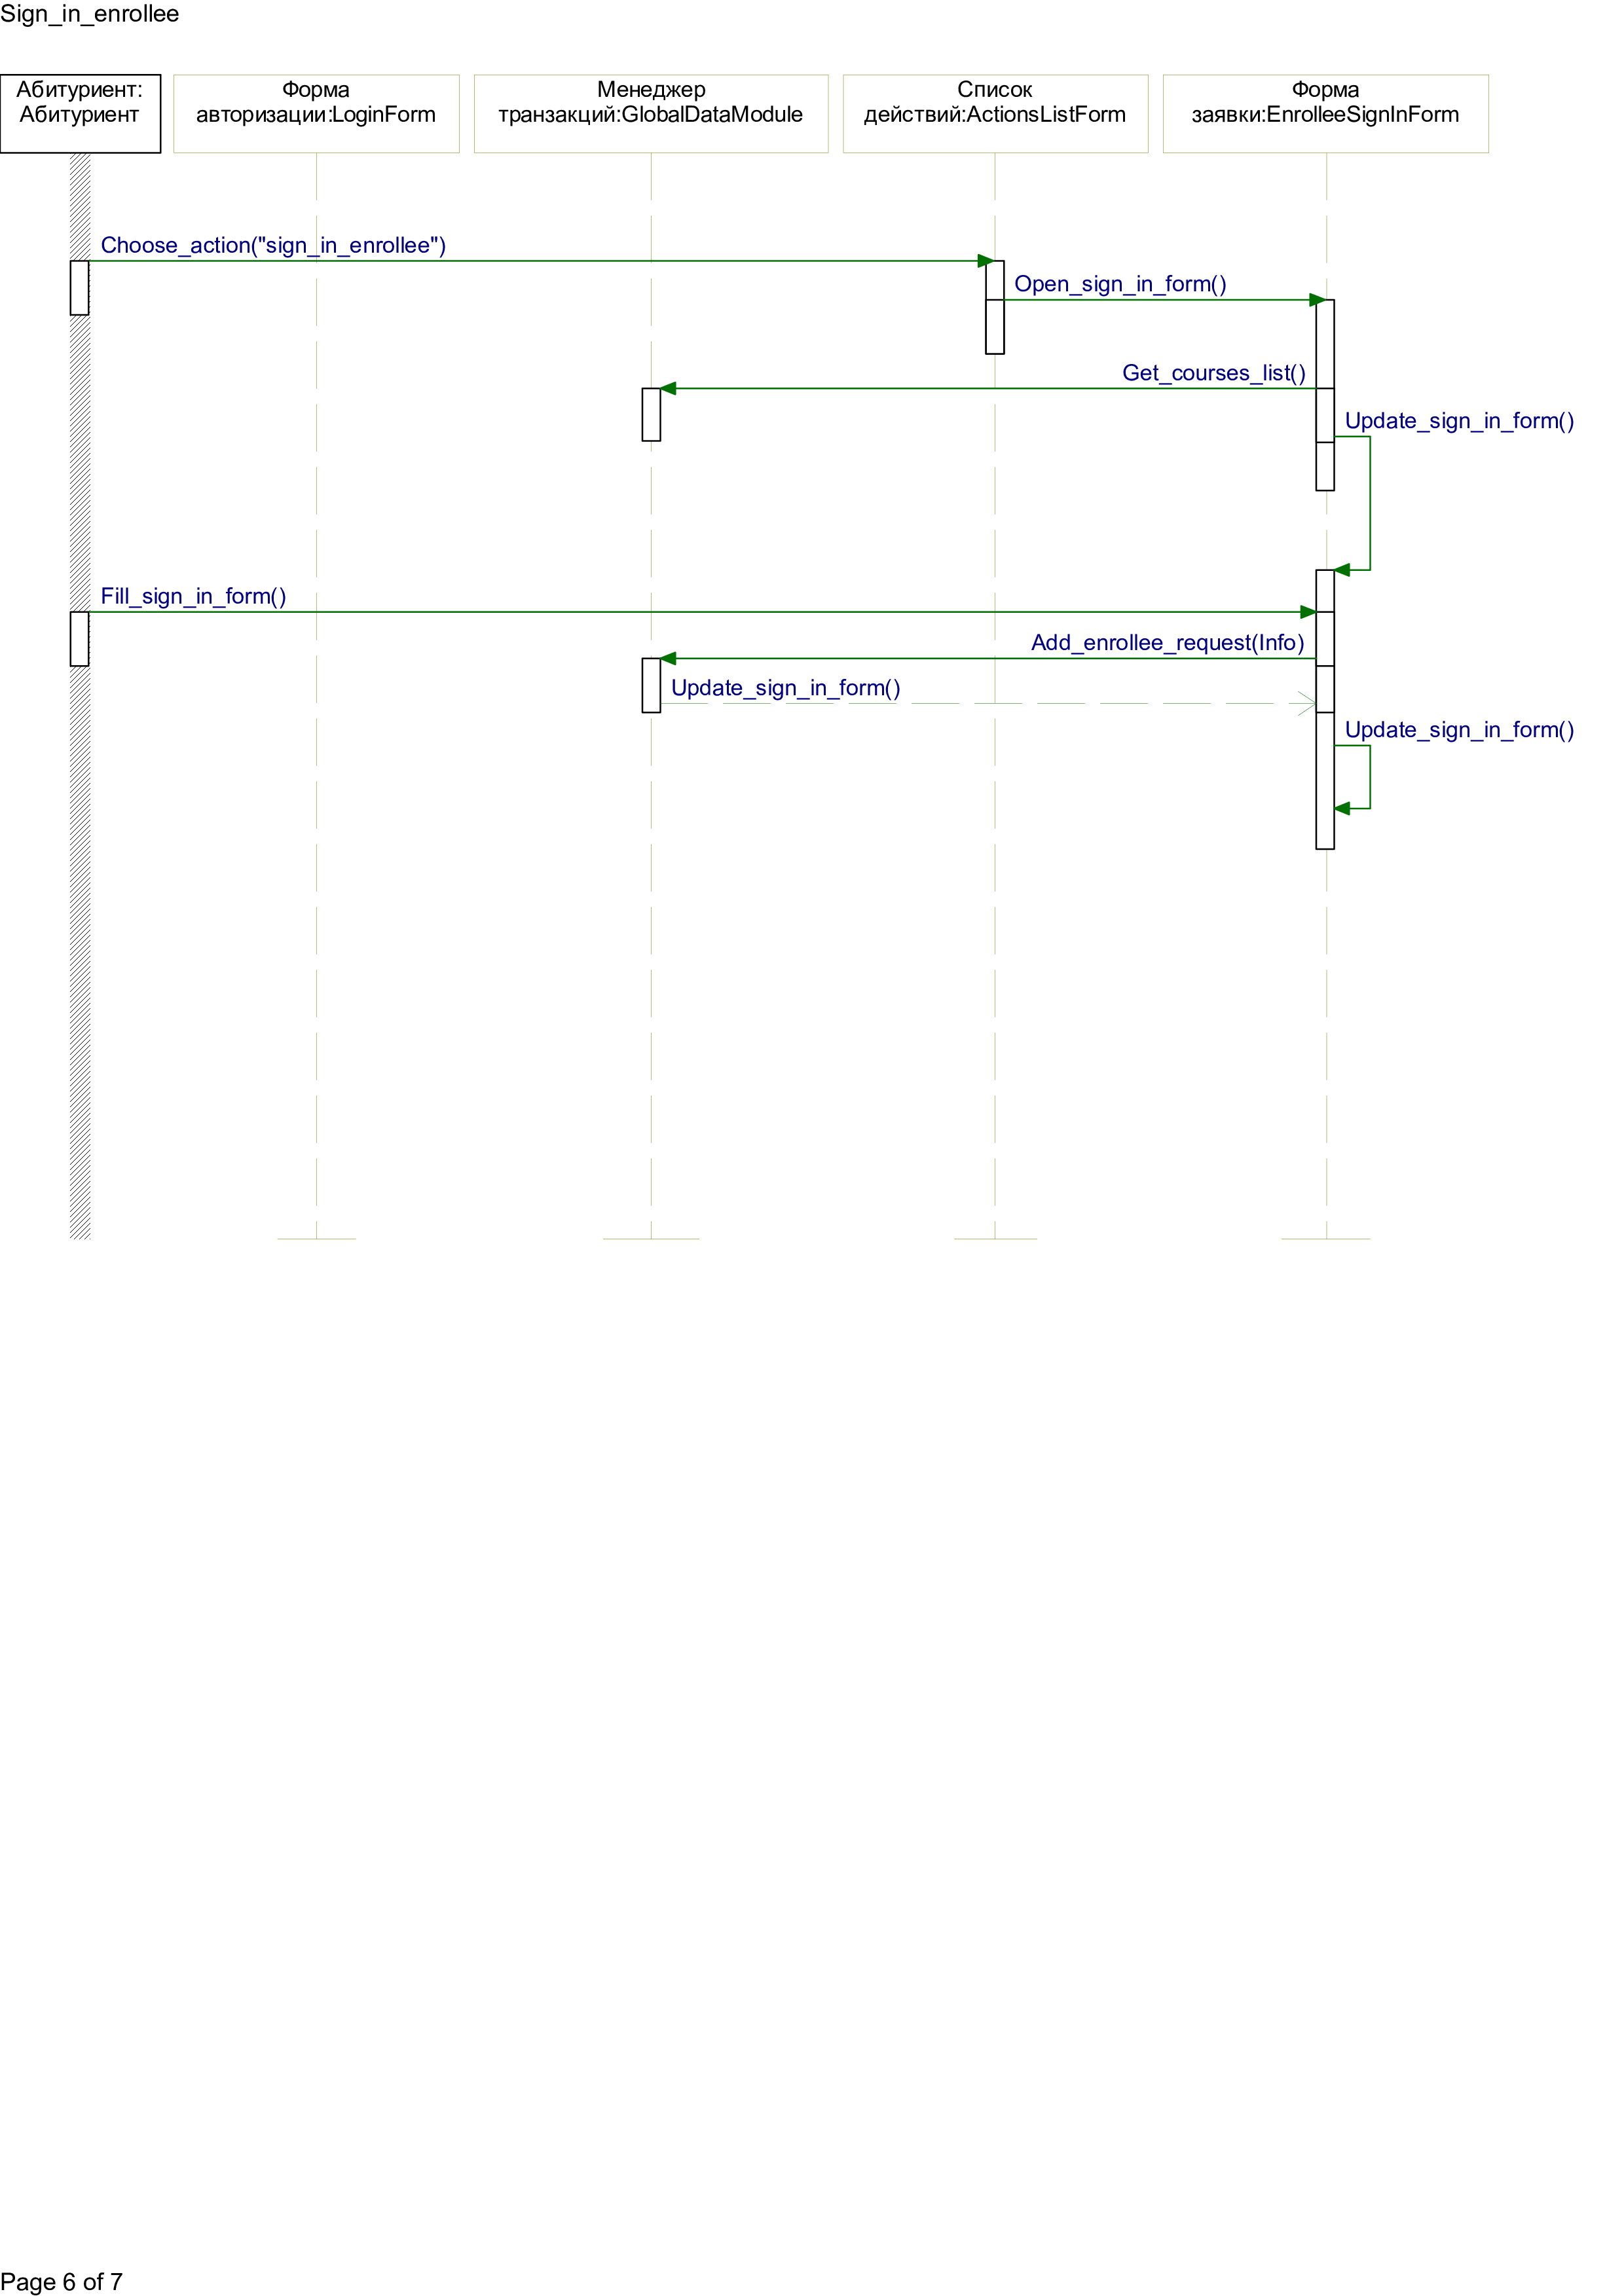 Sign_in_enrollee
Абитуриент:
Абитуриент
Форма
авторизации:LoginForm
Менеджер
транзакций:GlobalDataModule
Список
действий:ActionsListForm
Форма
заявки:EnrolleeSignInForm
Choose_action("sign_in_enrollee")
Open_sign_in_form()
Get_courses_list()
Update_sign_in_form()
Fill_sign_in_form()
Add_enrollee_request(Info)
Update_sign_in_form()
Update_sign_in_form()
Page 6 of 7